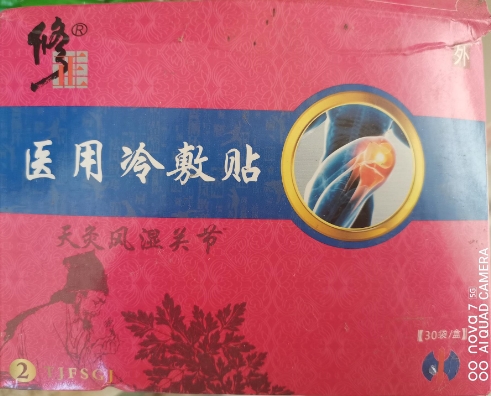 修正®
外
医用冷敷贴
天灸风湿关节
【30袋/盒】
2 TJFSGJ
nova 7 5G
AI QUAD CAMERA